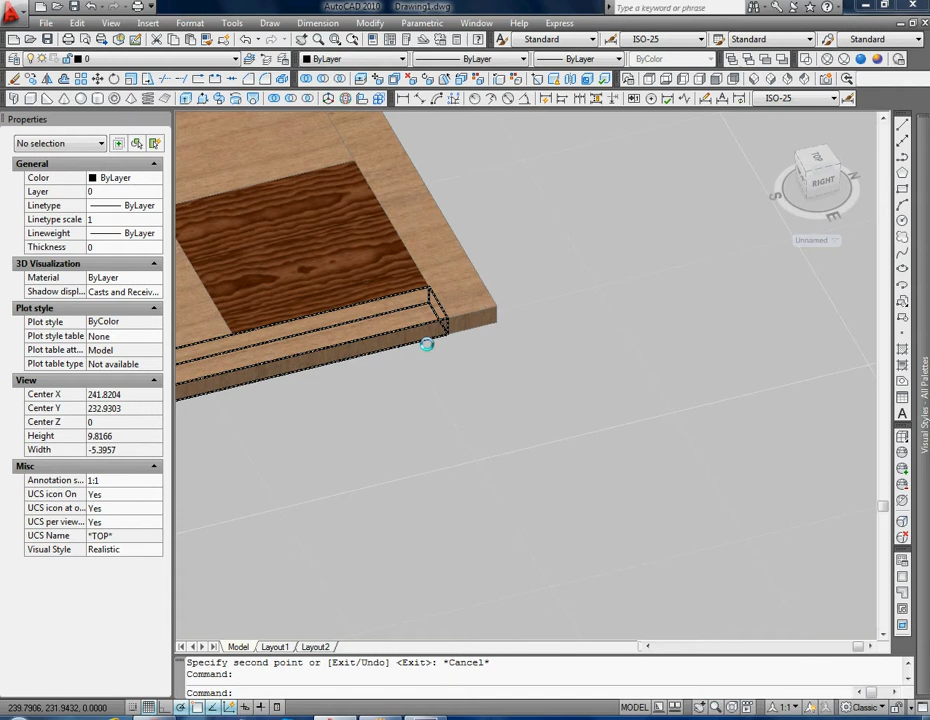 AutoCAD 2010 Drawing1.dwg Type a keyword or phrase
File Edit View Insert Format Tools Draw Dimension Modify Parametric Window Help Express
Standard ISO-25 Standard Standard
0 ByLayer ByLayer ByLayer ByColor
ISO-25
Properties
No selection
General
Color ByLayer
Layer 0
Linetype ByLayer
Linetype scale 1
Lineweight ByLayer
Thickness 0
3D Visualization
Material ByLayer
Shadow displ... Casts and Receiv...
Plot style
Plot style ByColor
Plot style table None
Plot table att... Model
Plot table type Not available
View
Center X 241.8204
Center Y 232.9303
Center Z 0
Height 9.8166
Width -5.3957
Misc
Annotation s... 1:1
UCS icon On Yes
UCS icon at o... Yes
UCS per view... Yes
UCS Name *TOP*
Visual Style Realistic
TOP
RIGHT
S N E
Unnamed
Visual Styles - All Palettes
Model Layout1 Layout2
Specify second point or [Exit/Undo] <Exit>: *Cancel*
Command:
Command:
239.7906, 231.9432, 0.0000 MODEL 1:1 Classic